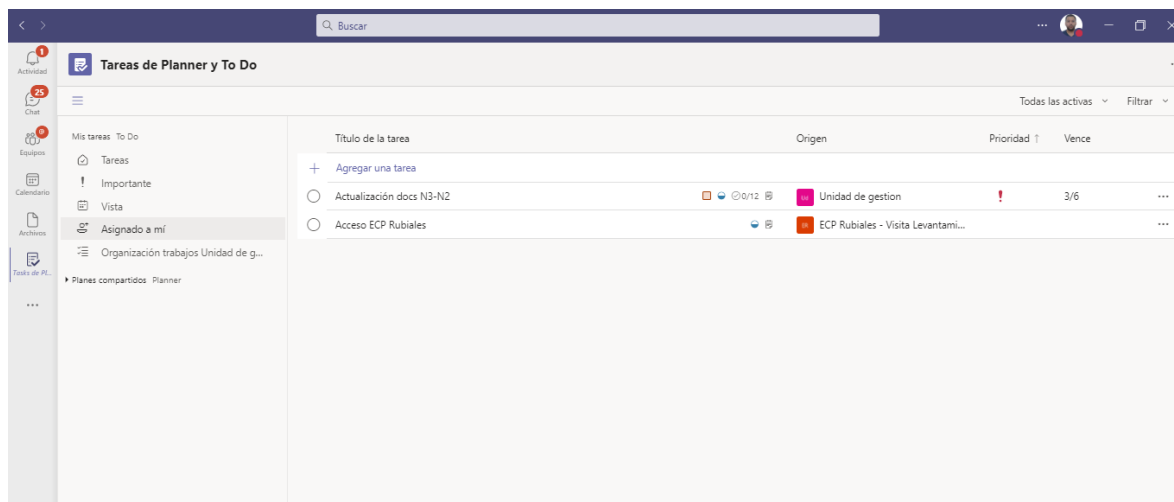 Buscar
1
Actividad
Tareas de Planner y To Do
25
Chat
Todas las activas
Filtrar
@
Equipos
Mis tareas To Do
Título de la tarea
Origen
Prioridad ↑
Vence
Tareas
Agregar una tarea
Importante
Calendario
Actualización docs N3-N2
0/12
Unidad de gestion
3/6
Vista
Archivos
Asignado a mí
Acceso ECP Rubiales
ECP Rubiales - Visita Levantami...
Organización trabajos Unidad de g...
Tasks de Pl...
Planes compartidos Planner